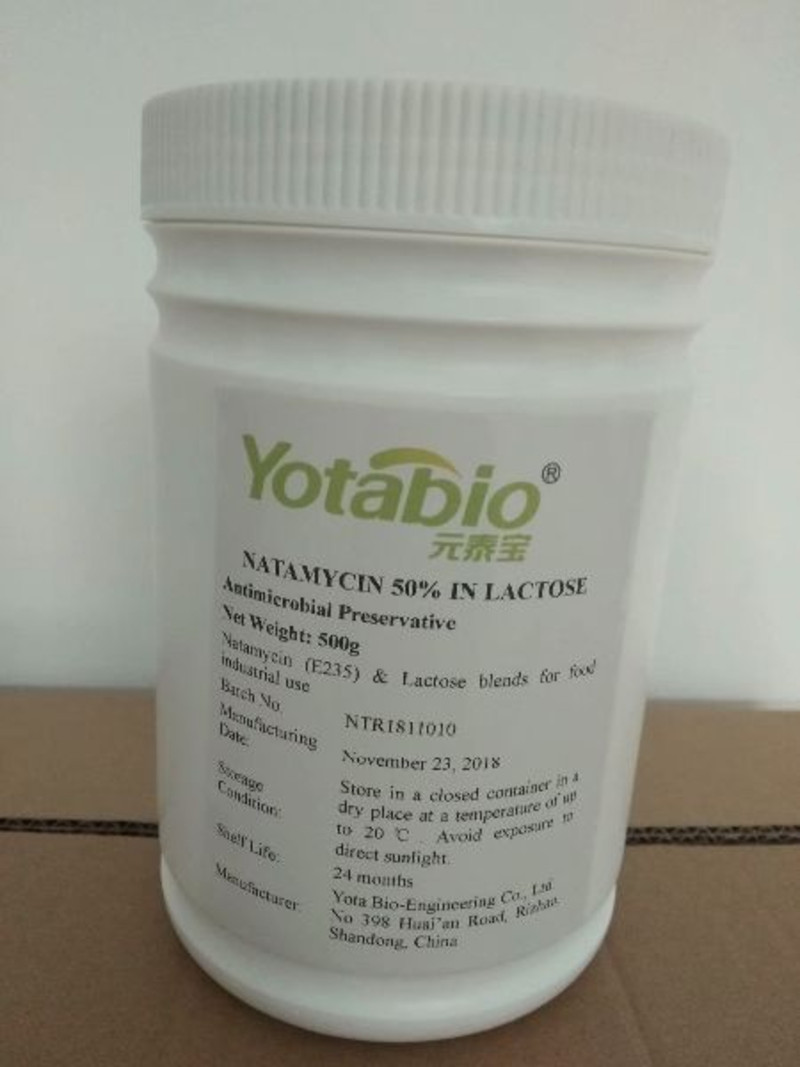 Yotabio®
元泰宝
NATAMYCIN 50% IN LACTOSE
Antimicrobial Preservative
Net Weight: 500g
Natamycin (E235) & Lactose blends for food
industrial use
Batch No. NTR1811010
Manufacturing
Date: November 23, 2018
Storage
Condition: Store in a closed container in a
dry place at a temperature of up
to 20 ℃ . Avoid exposure to
direct sunlight.
Shelf Life: 24 months
Manufacturer: Yota Bio-Engineering Co., Ltd
No 398 Huai'an Road, Rizhao,
Shandong, China